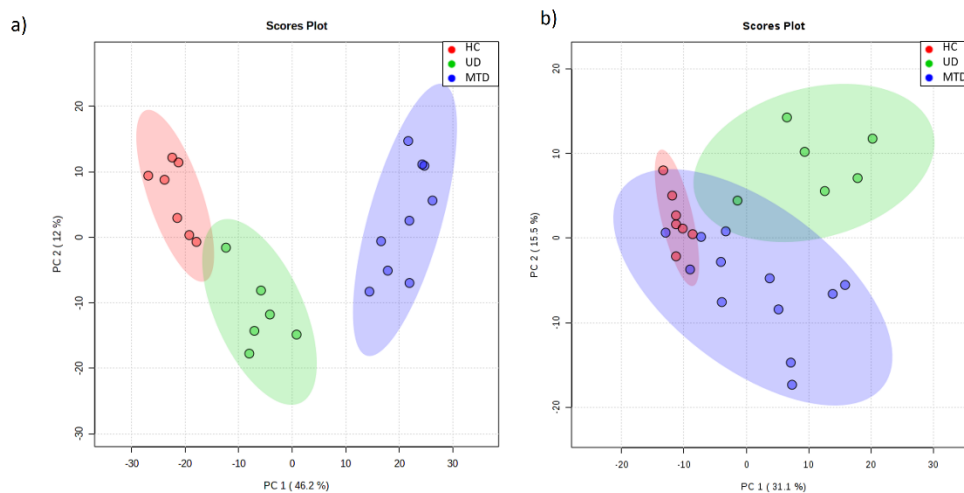 a)
Scores Plot
HC
UD
MTD
20
10
0
-10
-20
-30
PC 2 ( 12 %)
-30 -20 -10 0 10 20 30
PC 1 ( 46.2 %)
b)
Scores Plot
HC
UD
MTD
20
10
0
-10
-20
PC 2 ( 15.5 %)
-20 -10 0 10 20 30
PC 1 ( 31.1 %)